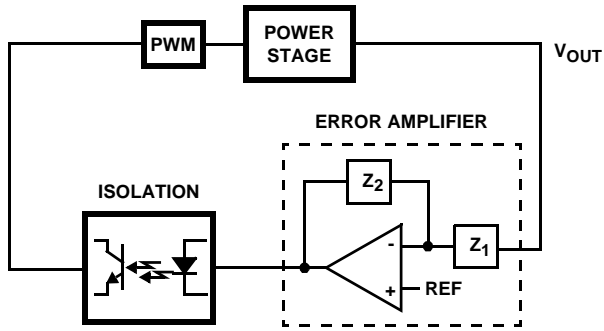 PWM
POWER
STAGE
VOUT
ERROR AMPLIFIER
ISOLATION
Z2
-
Z1
+
REF